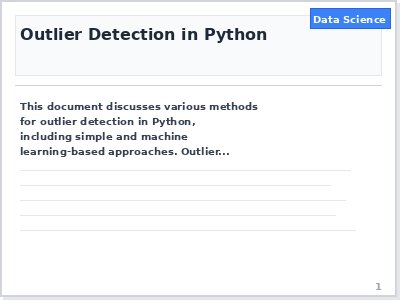 Data Science
Outlier Detection in Python
This document discusses various methods
for outlier detection in Python,
including simple and machine
learning-based approaches. Outlier...
1